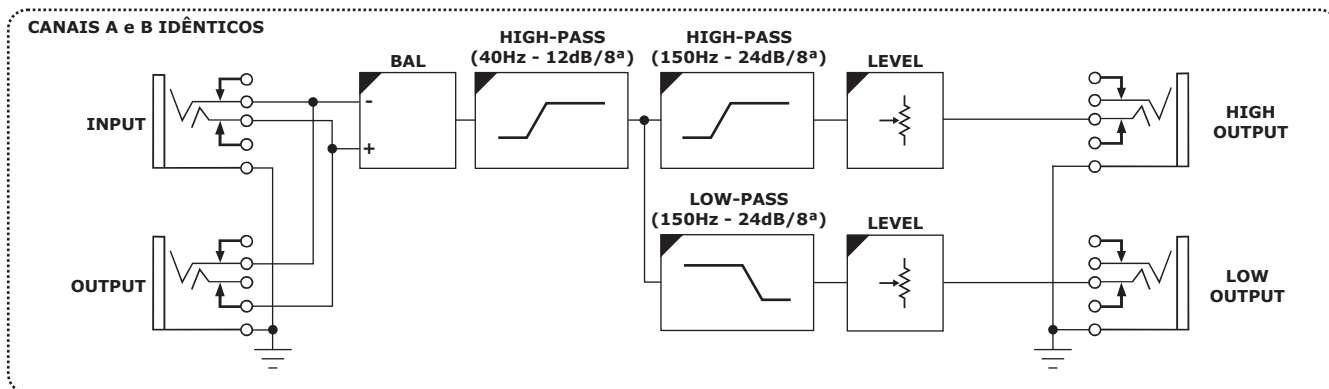 CANAIS A e B IDÊNTICOS
HIGH-PASS
(40Hz - 12dB/8ª)
HIGH-PASS
(150Hz - 24dB/8ª)
BAL
LEVEL
INPUT
-
+
HIGH
OUTPUT
LOW-PASS
(150Hz - 24dB/8ª)
LEVEL
OUTPUT
LOW
OUTPUT